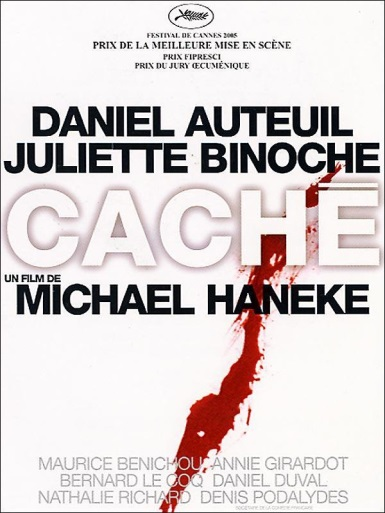 FESTIVAL DE CANNES 2005
PRIX DE LA MEILLEURE MISE EN SCÈNE
PRIX FIPRESCI
PRIX DU JURY ŒCUMÉNIQUE
DANIEL AUTEUIL
JULIETTE BINOCHE
CACHÉ
UN FILM DE
MICHAEL HANEKE
MAURICE BENICHOU ANNIE GIRARDOT
BERNARD LE COQ DANIEL DUVAL
NATHALIE RICHARD DENIS PODALYDES